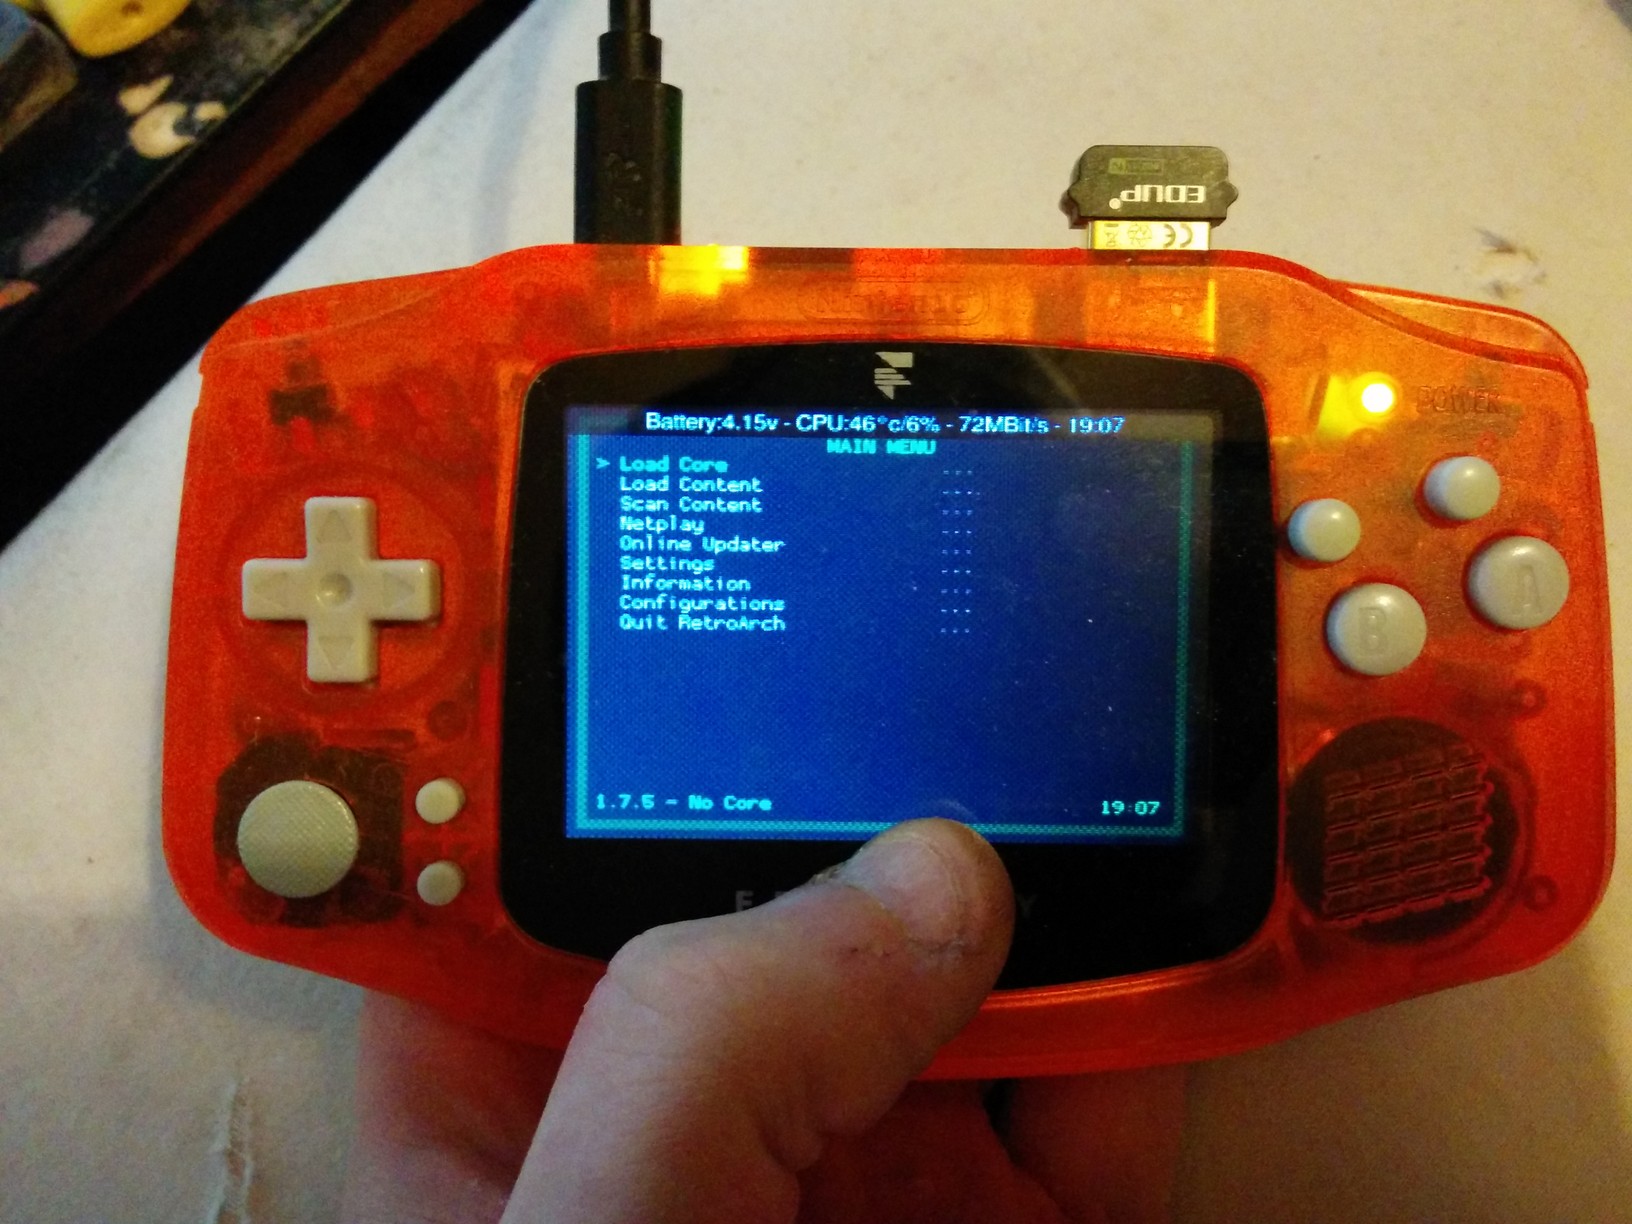 EDUP®
CE
Nintendo
POWER
Battery:4.15v - CPU:46°c/6% - 72MBit/s - 19:07
MAIN MENU
> Load Core ...
Load Content ...
Scan Content ...
Netplay ...
Online Updater ...
Settings ...
Information ...
Configurations ...
Quit RetroArch ...
1.7.5 - No Core 19:07
A
B